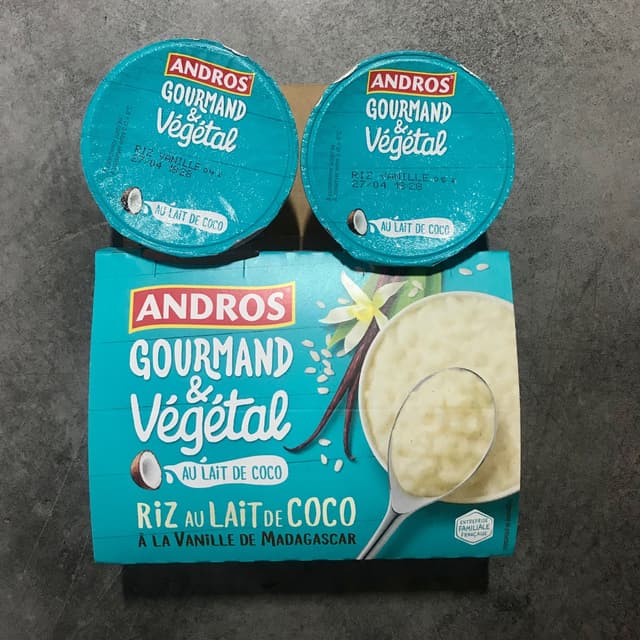 ANDROS
GOURMAND
&
Végétal
RIZ VANILLE
27/04
AU LAIT DE COCO
ANDROS
GOURMAND
&
Végétal
RIZ VANILLE
27/04
AU LAIT DE COCO
ANDROS
GOURMAND
&
Végétal
AU LAIT DE COCO
RIZ AU LAIT DE COCO
À LA VANILLE DE MADAGASCAR
ENTREPRISE
FAMILIALE
FRANÇAISE